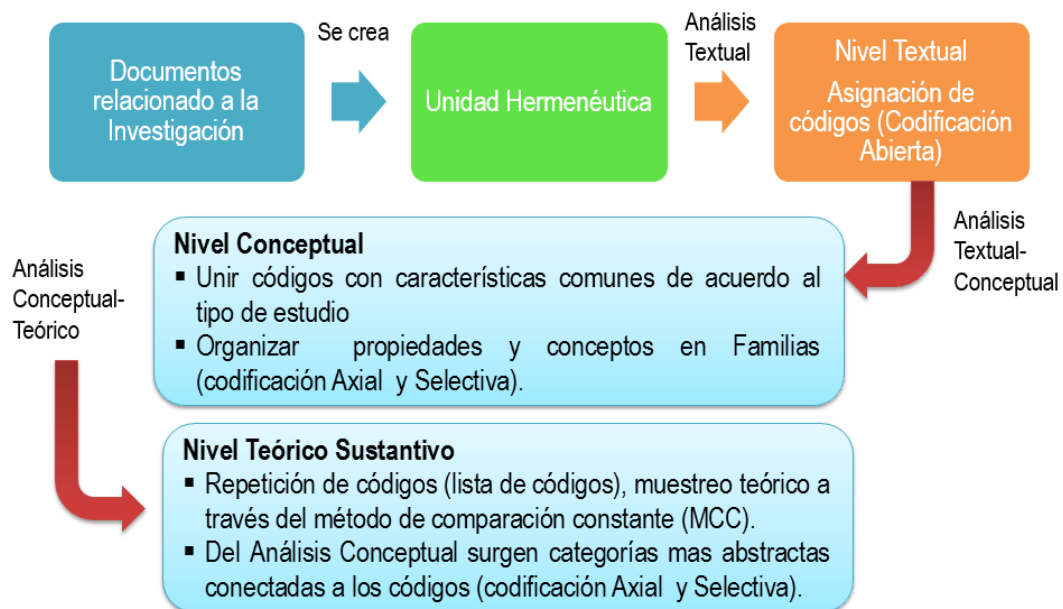 Documentos
relacionado a la
Investigación
Se crea
Unidad Hermenéutica
Análisis
Textual
Nivel Textual
Asignación de
códigos (Codificación
Abierta)
Análisis
Textual-
Conceptual
Nivel Conceptual
▪ Unir códigos con características comunes de acuerdo al
tipo de estudio
▪ Organizar propiedades y conceptos en Familias
(codificación Axial y Selectiva).
Análisis
Conceptual-
Teórico
Nivel Teórico Sustantivo
▪ Repetición de códigos (lista de códigos), muestreo teórico a
través del método de comparación constante (MCC).
▪ Del Análisis Conceptual surgen categorías mas abstractas
conectadas a los códigos (codificación Axial y Selectiva).